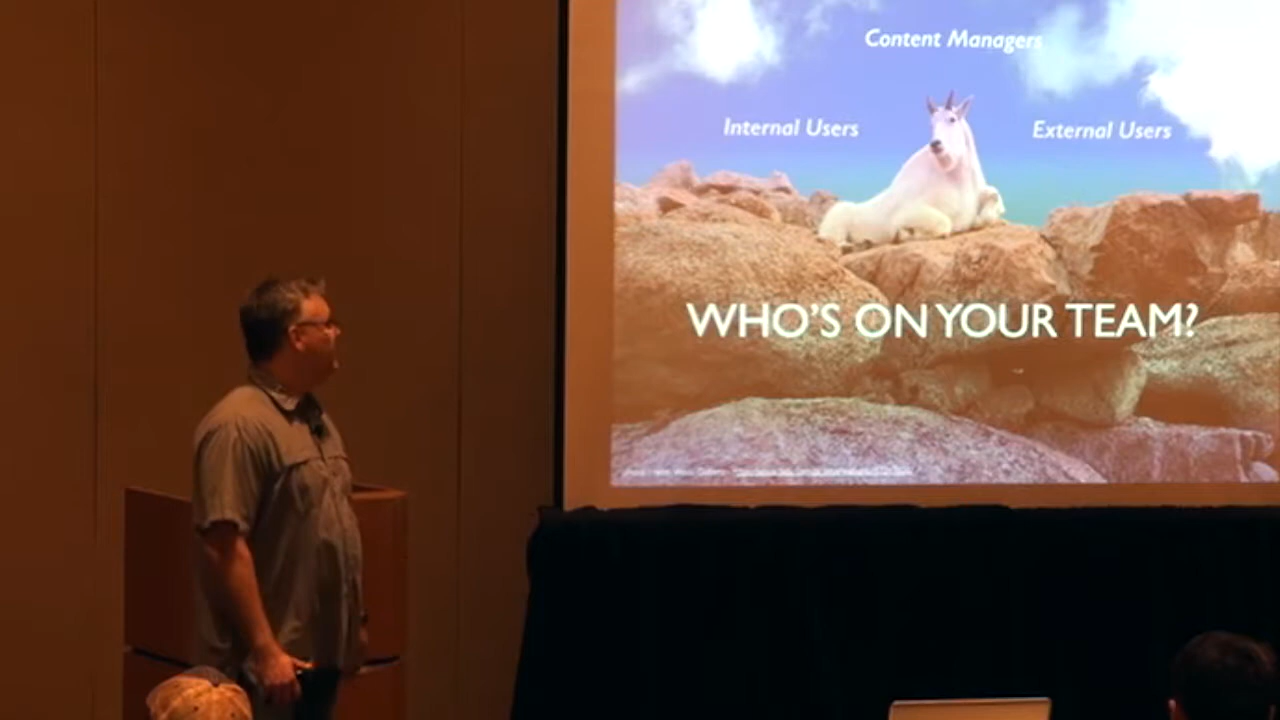 Content Managers
Internal Users
External Users
WHO'S ON YOUR TEAM?